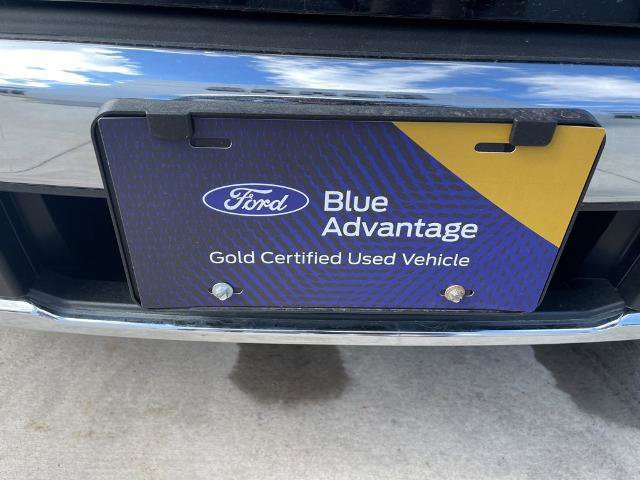 Ford
Blue
Advantage
Gold Certified Used Vehicle